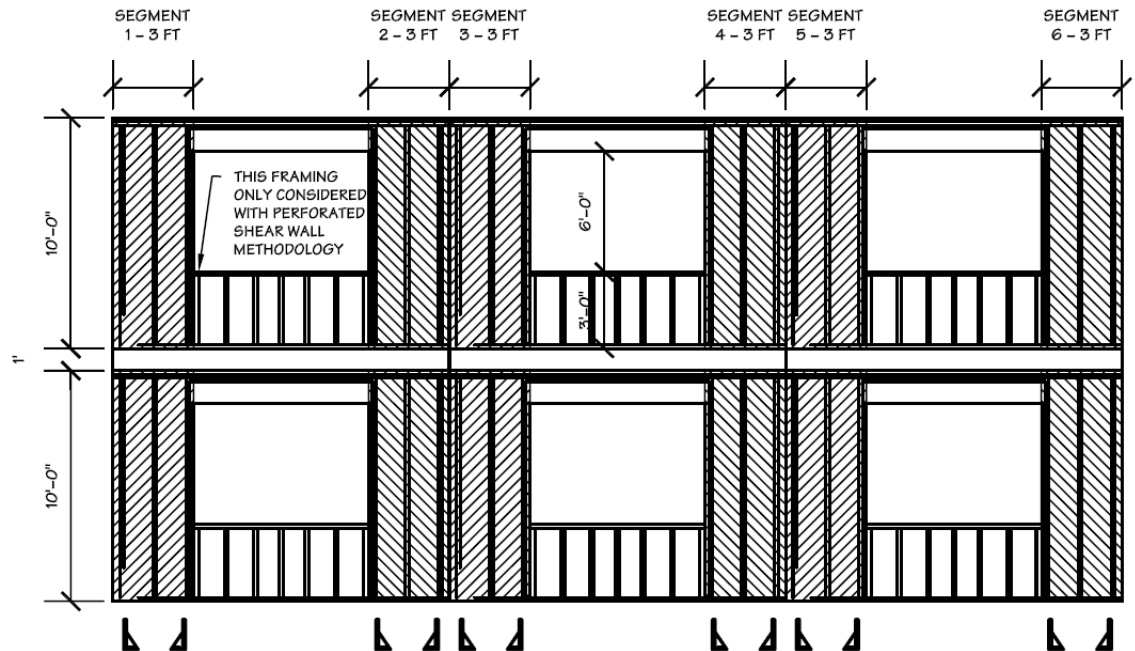 SEGMENT
1 - 3 FT
SEGMENT
2 - 3 FT
SEGMENT
3 - 3 FT
SEGMENT
4 - 3 FT
SEGMENT
5 - 3 FT
SEGMENT
6 - 3 FT
10'-0"
THIS FRAMING
ONLY CONSIDERED
WITH PERFORATED
SHEAR WALL
METHODOLOGY
6'-0"
3'-0"
1'
10'-0"